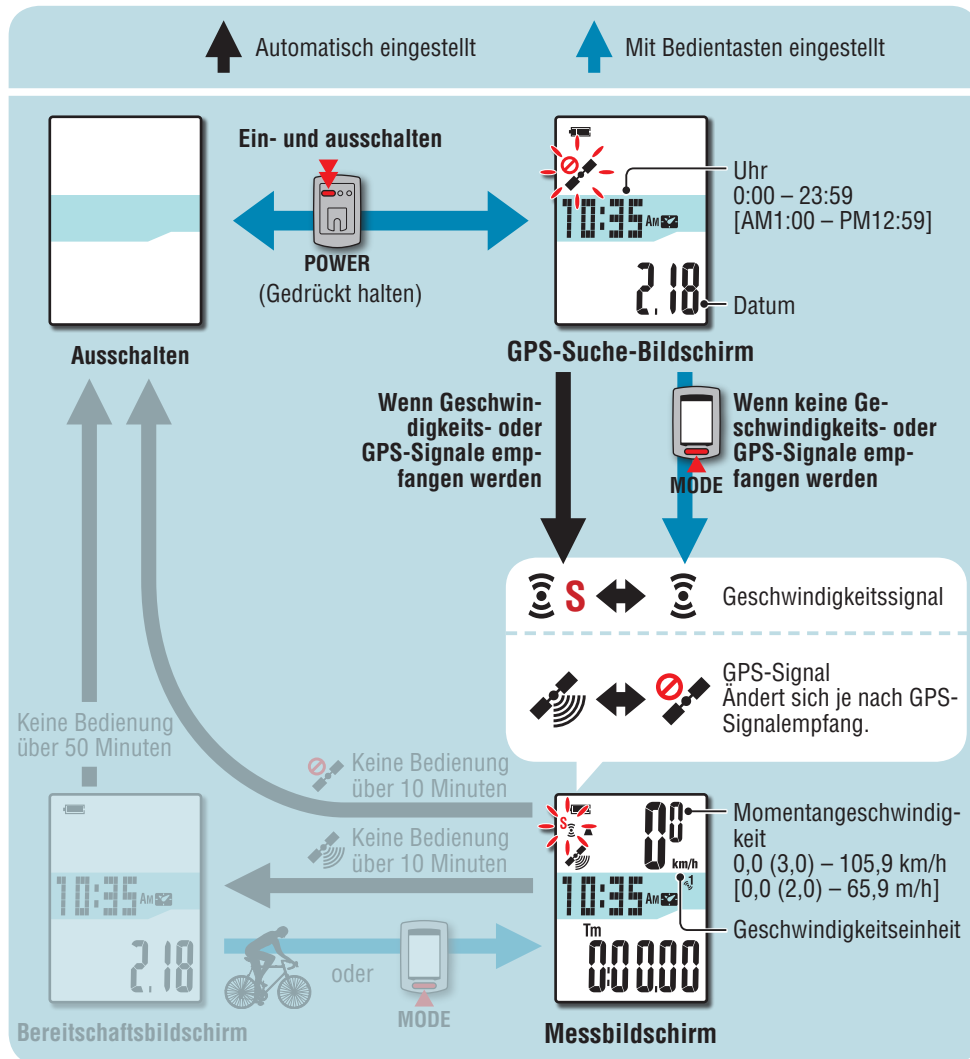 Automatisch eingestellt
Mit Bedientasten eingestellt
Ein- und ausschalten
POWER
(Gedrückt halten)
Ausschalten
10:35 AM
2.18
Uhr
0:00 – 23:59
[AM1:00 – PM12:59]
Datum
GPS-Suche-Bildschirm
Wenn Geschwin-
digkeits- oder
GPS-Signale emp-
fangen werden
Wenn keine Ge-
schwindigkeits- oder
GPS-Signale emp-
fangen werden
MODE
S
Geschwindigkeitssignal
GPS-Signal
Ändert sich je nach GPS-
Signalempfang.
Keine Bedienung
über 50 Minuten
Keine Bedienung
über 10 Minuten
Keine Bedienung
über 10 Minuten
10:35 AM
2.18
Bereitschaftsbildschirm
oder
MODE
S
00
km/h
10:35 AM
1
Tm
0:00.00
Messbildschirm
Momentangeschwindig-
keit
0,0 (3,0) – 105,9 km/h
[0,0 (2,0) – 65,9 m/h]
Geschwindigkeitseinheit